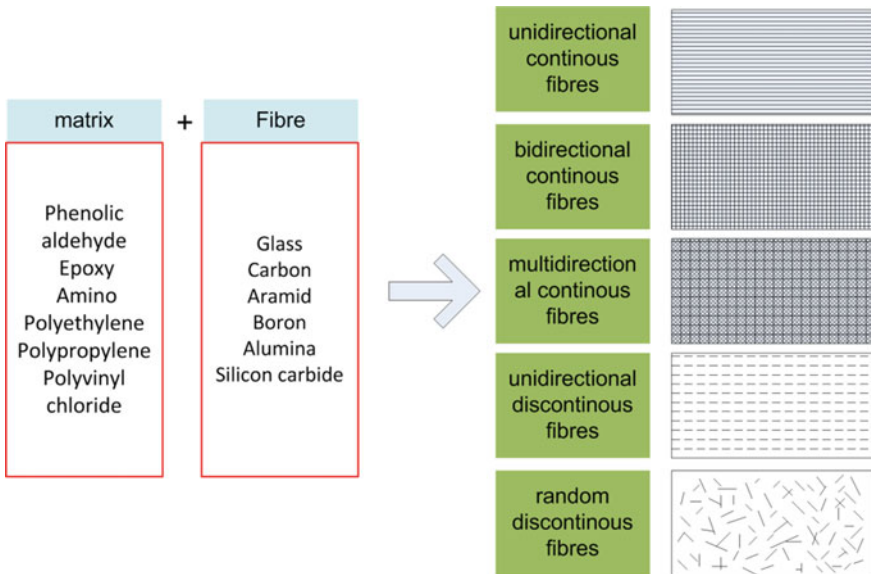 matrix
+
Fibre
Phenolic
aldehyde
Epoxy
Amino
Polyethylene
Polypropylene
Polyvinyl
chloride
Glass
Carbon
Aramid
Boron
Alumina
Silicon carbide
unidirectional
continous
fibres
bidirectional
continous
fibres
multidirection
al continous
fibres
unidirectional
discontinous
fibres
random
discontinous
fibres